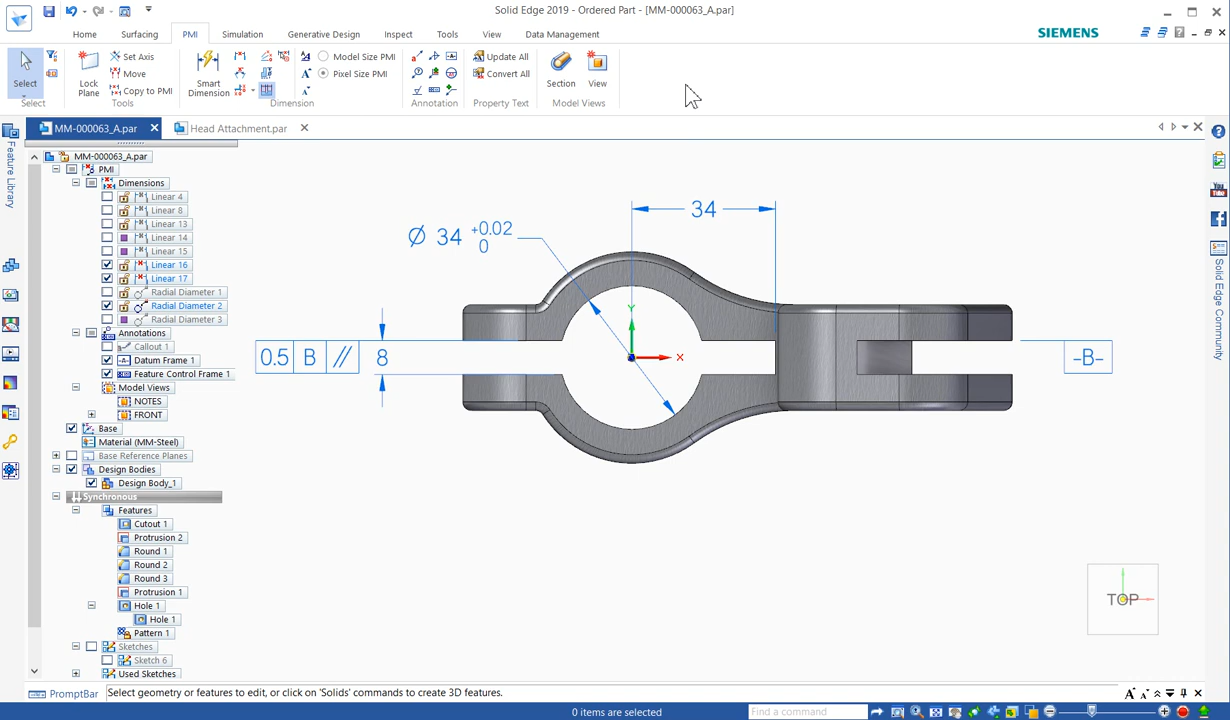 Solid Edge 2019 - Ordered Part - [MM-000063_A.par]
Home Surfacing PMI Simulation Generative Design Inspect Tools View Data Management
SIEMENS
Select
Select
Lock
Plane
Set Axis
Move
Copy to PMI
Tools
Smart
Dimension
Model Size PMI
Pixel Size PMI
Dimension
Annotation
Update All
Convert All
Property Text
Section
View
Model Views
MM-000063_A.par
Head Attachment.par
Feature Library
MM-000063_A.par
PMI
Dimensions
Linear 4
Linear 8
Linear 13
Linear 14
Linear 15
Linear 16
Linear 17
Radial Diameter 1
Radial Diameter 2
Radial Diameter 3
Annotations
Callout 1
Datum Frame 1
Feature Control Frame 1
Model Views
NOTES
FRONT
Base
Material (MM-Steel)
Base Reference Planes
Design Bodies
Design Body_1
Synchronous
Features
Cutout 1
Protrusion 2
Round 1
Round 2
Round 3
Protrusion 1
Hole 1
Hole 1
Pattern 1
Sketches
Sketch 6
Used Sketches
34
Ø 34 +0.02
0
Y
X
0.5 B // 8
-B-
TOP
Solid Edge Community
PromptBar
Select geometry or features to edit, or click on 'Solids' commands to create 3D features.
0 items are selected
Find a command